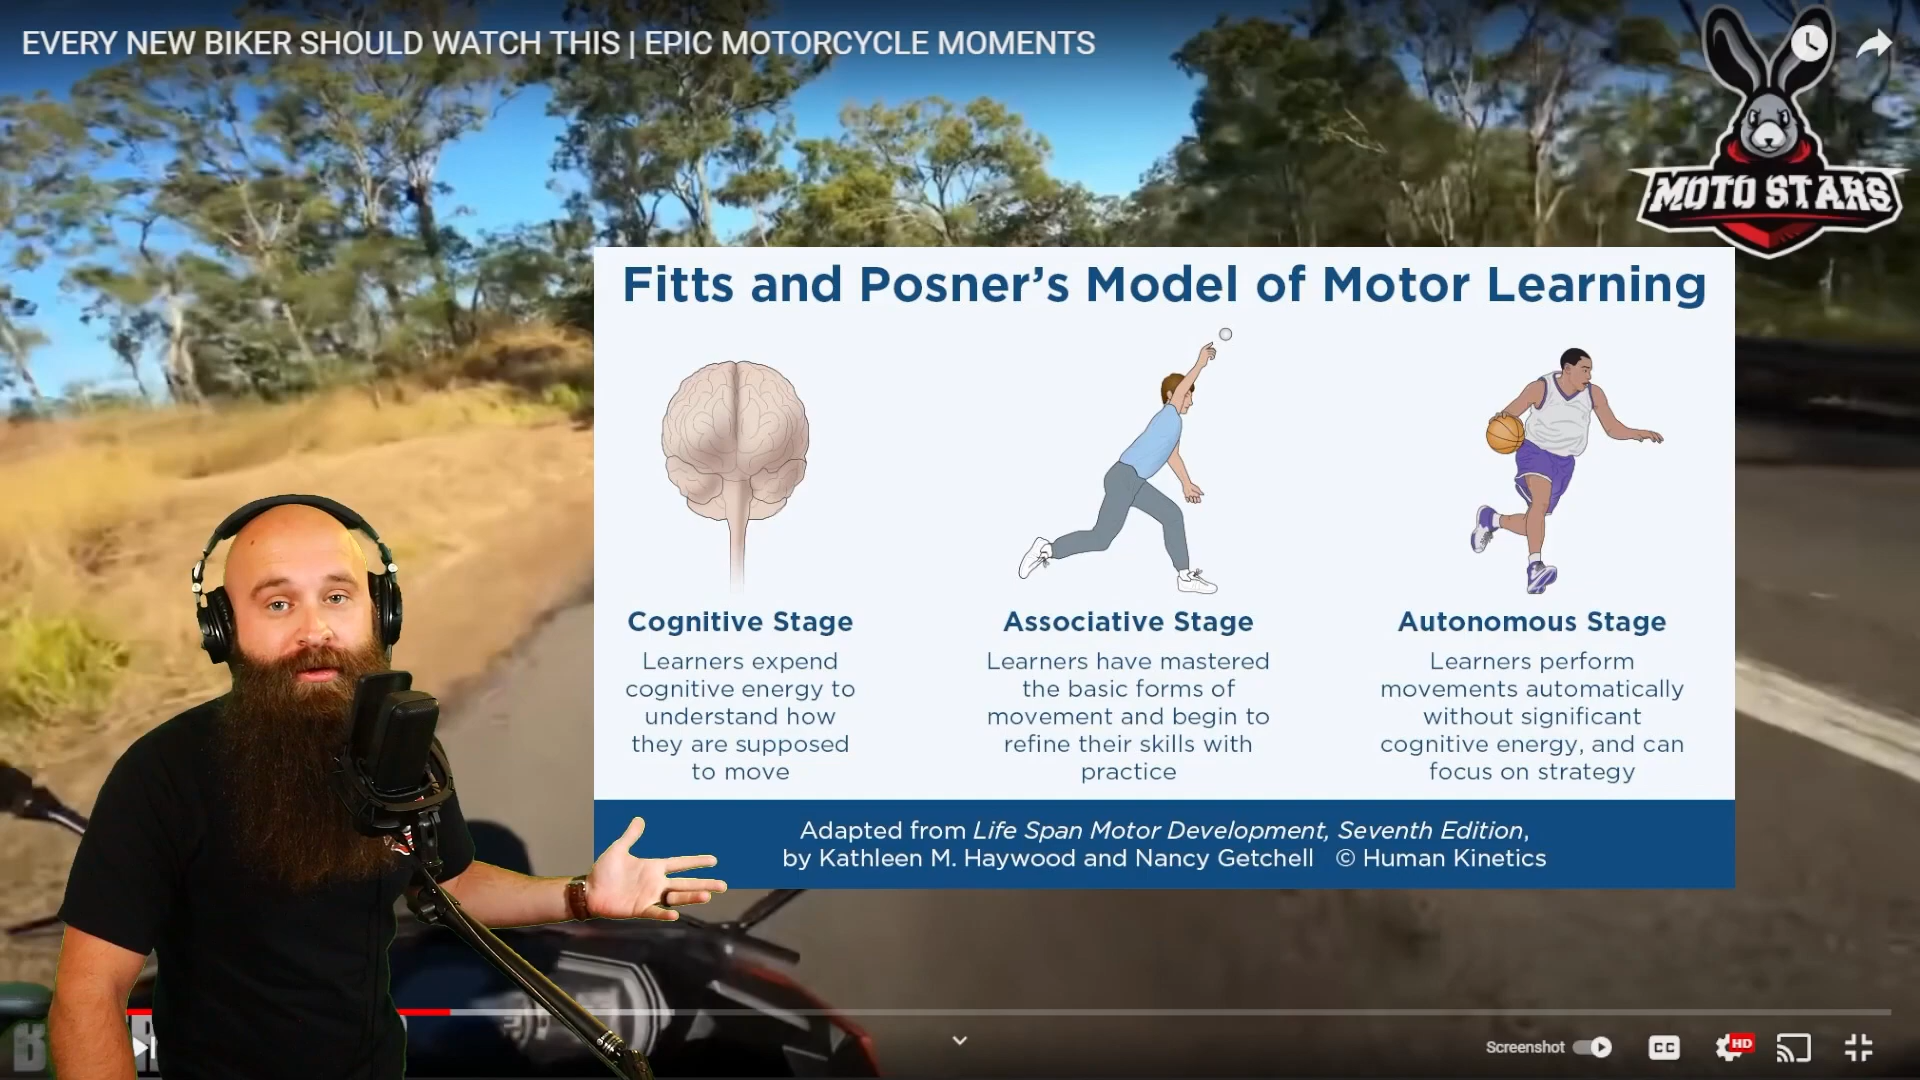 EVERY NEW BIKER SHOULD WATCH THIS | EPIC MOTORCYCLE MOMENTS
MOTO STARS
Fitts and Posner’s Model of Motor Learning
Cognitive Stage
Learners expend
cognitive energy to
understand how
they are supposed
to move
Associative Stage
Learners have mastered
the basic forms of
movement and begin to
refine their skills with
practice
Autonomous Stage
Learners perform
movements automatically
without significant
cognitive energy, and can
focus on strategy
Adapted from Life Span Motor Development, Seventh Edition,
by Kathleen M. Haywood and Nancy Getchell © Human Kinetics
Screenshot
CC
HD